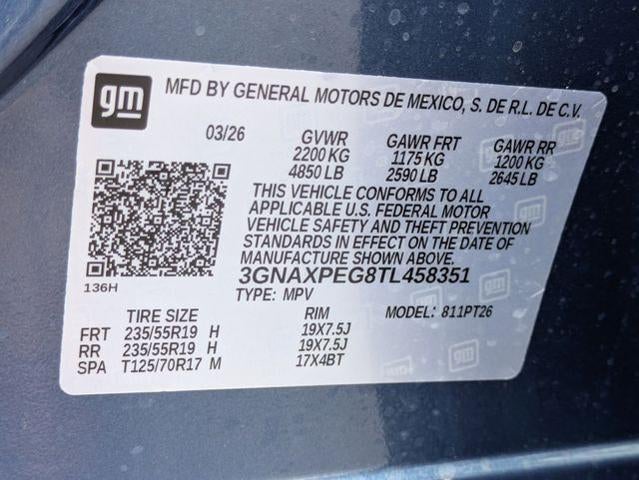 gm
MFD BY GENERAL MOTORS DE MEXICO, S. DE R.L. DE C.V.
03/26 GVWR GAWR FRT GAWR RR
2200 KG 1175 KG 1200 KG
4850 LB 2590 LB 2645 LB
THIS VEHICLE CONFORMS TO ALL
APPLICABLE U.S. FEDERAL MOTOR
VEHICLE SAFETY AND THEFT PREVENTION
STANDARDS IN EFFECT ON THE DATE OF
MANUFACTURE SHOWN ABOVE.
136H
3GNAXPEG8TL458351
TYPE: MPV MODEL: 811PT26
TIRE SIZE RIM
FRT 235/55R19 H 19X7.5J
RR 235/55R19 H 19X7.5J
SPA T125/70R17 M 17X4BT